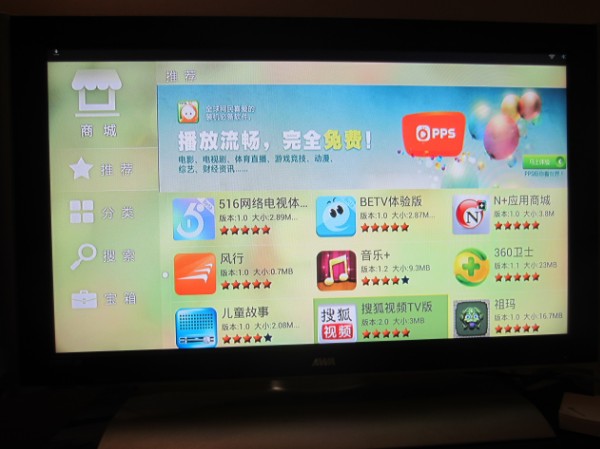 推荐
商城
推荐
分类
搜索
宝箱
播放流畅，完全免费！
电影、电视剧、体育直播、游戏竞技、动漫、
综艺、财经资讯......
PPS
516网络电视体...
版本:1.0 大小:2.89M...
BETV体验版
版本:1.0 大小:2.87M...
N+应用商城
版本:1.0 大小:3.8M
风行
版本:1.0 大小:0.7MB
音乐+
版本:1.2 大小:9.3MB
360卫士
版本:1.1 大小:23MB
儿童故事
版本:1.0 大小:2.08M...
搜狐视频
搜狐视频TV版
版本:2.0 大小:3MB
祖玛
版本:1.0 大小:16.7MB